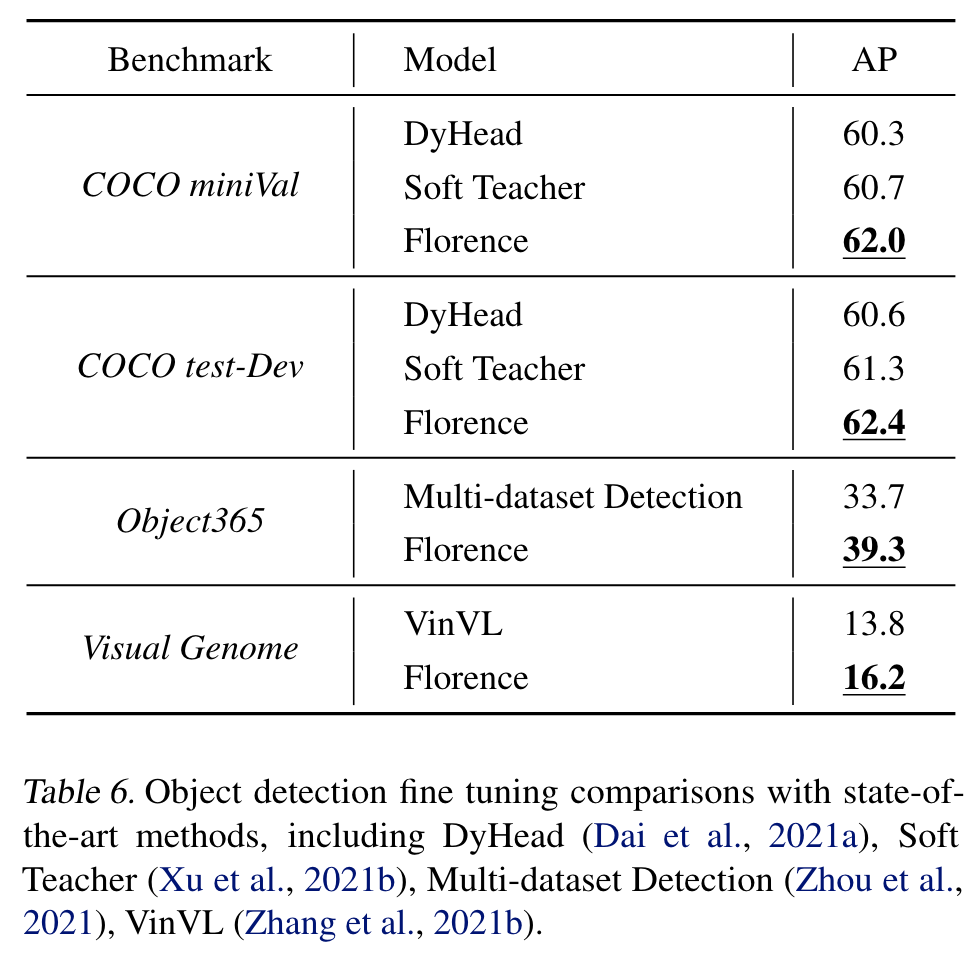 Benchmark Model AP
COCO miniVal
DyHead 60.3
Soft Teacher 60.7
Florence 62.0
COCO test-Dev
DyHead 60.6
Soft Teacher 61.3
Florence 62.4
Object365
Multi-dataset Detection 33.7
Florence 39.3
Visual Genome
VinVL 13.8
Florence 16.2
Table 6. Object detection fine tuning comparisons with state-of-
the-art methods, including DyHead (Dai et al., 2021a), Soft
Teacher (Xu et al., 2021b), Multi-dataset Detection (Zhou et al.,
2021), VinVL (Zhang et al., 2021b).